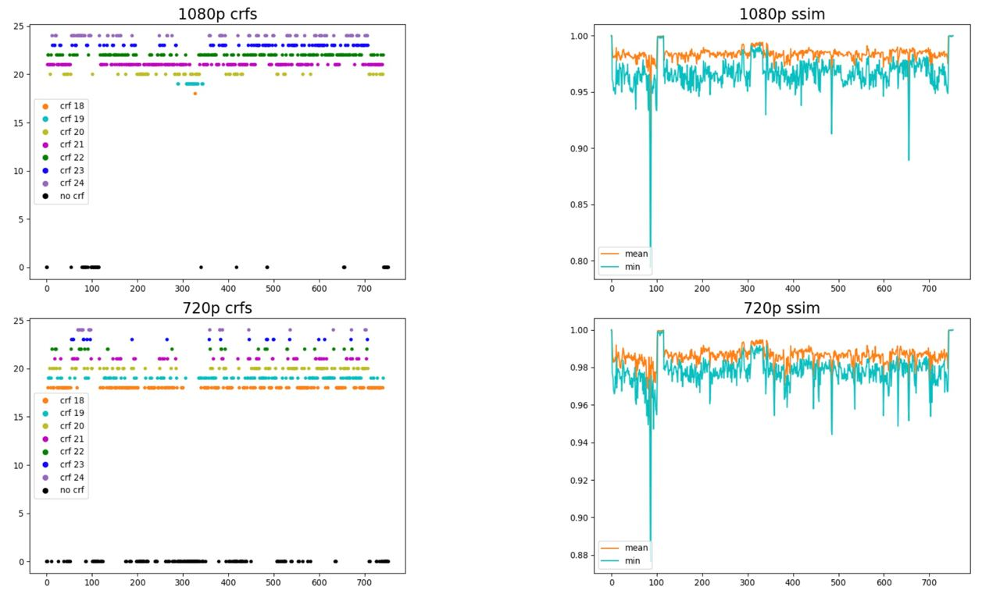 1080p crfs
25
20
15
10
5
0
crf 18
crf 19
crf 20
crf 21
crf 22
crf 23
crf 24
no crf
0 100 200 300 400 500 600 700
1080p ssim
1.00
0.95
0.90
0.85
0.80
mean
min
0 100 200 300 400 500 600 700
720p crfs
25
20
15
10
5
0
crf 18
crf 19
crf 20
crf 21
crf 22
crf 23
crf 24
no crf
0 100 200 300 400 500 600 700
720p ssim
1.00
0.98
0.96
0.94
0.92
0.90
0.88
mean
min
0 100 200 300 400 500 600 700